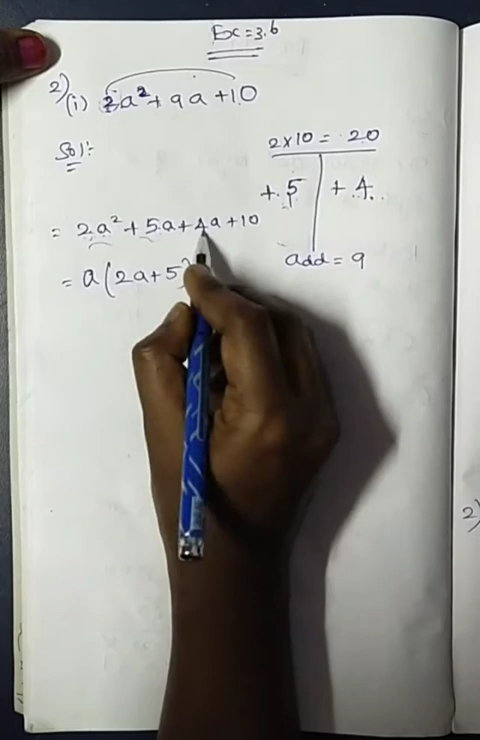 Ex = 3.6
2)
(i) 2a² + 9a + 10
Sol:-
2×10 = 20
+5 +4
= 2a² + 5a + 4a + 10
add = 9
= a(2a+5)
2)